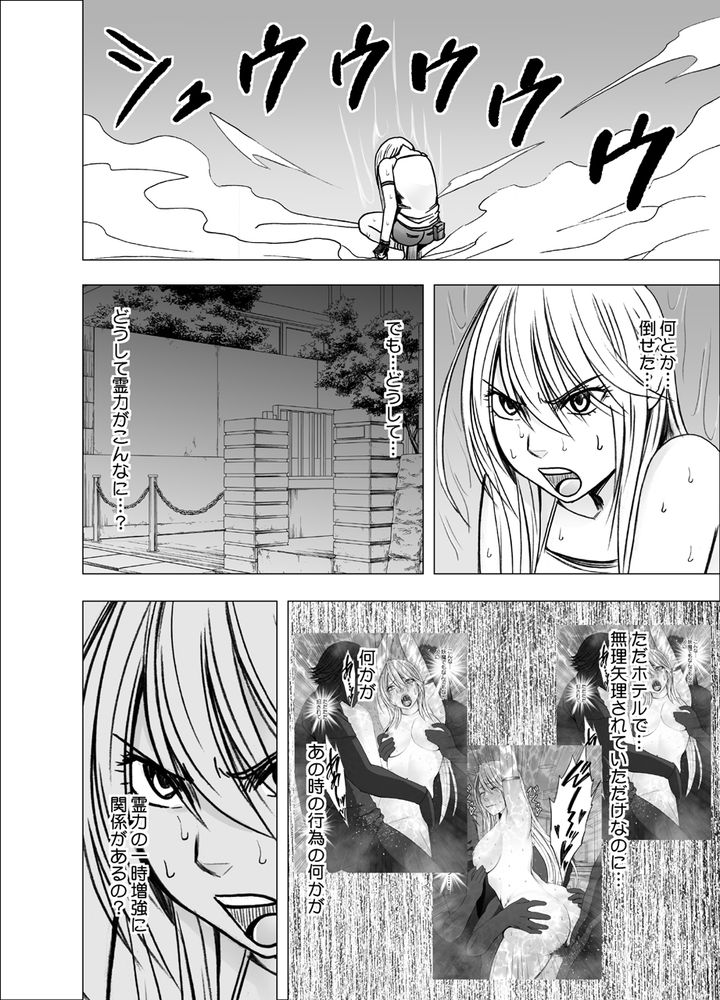 シュウウウウウ
何とか…
倒せた…
でも…どうして…
どうして霊力がこんなに…？
ただホテルで…
無理矢理されていただけなのに…
何かが
あの時の行為の何かが
霊力の一時増強に
関係があるの？